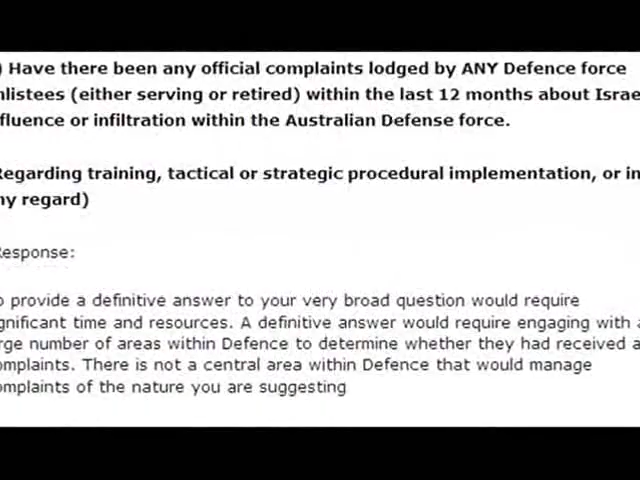 ) Have there been any official complaints lodged by ANY Defence force
nlistees (either serving or retired) within the last 12 months about Israe
fluence or infiltration within the Australian Defense force.
Regarding training, tactical or strategic procedural implementation, or in
ny regard)
Response:
o provide a definitive answer to your very broad question would require
gnificant time and resources. A definitive answer would require engaging with a
rge number of areas within Defence to determine whether they had received a
omplaints. There is not a central area within Defence that would manage
omplaints of the nature you are suggesting